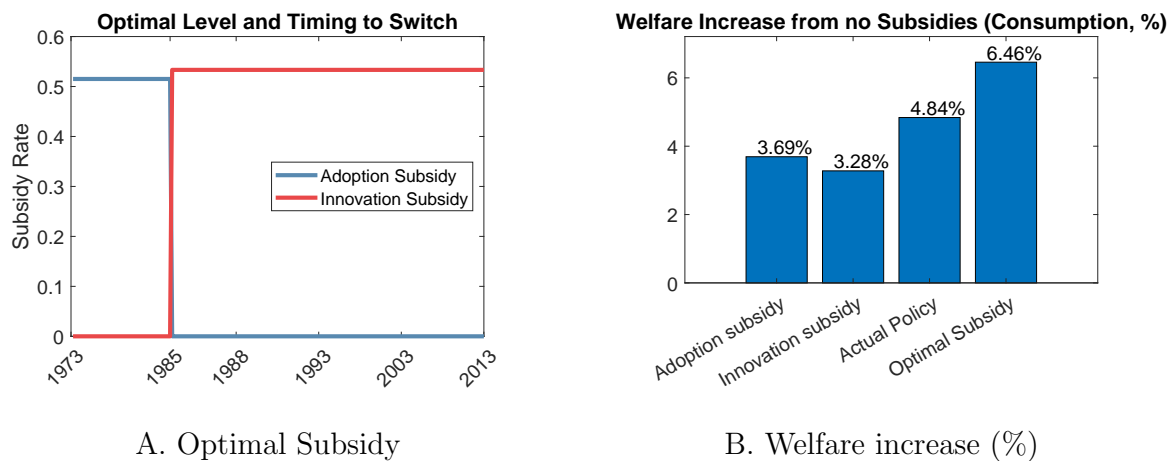 Optimal Level and Timing to Switch
0.6
0.5
0.4
0.3
0.2
0.1
0
Subsidy Rate
Adoption Subsidy
Innovation Subsidy
1973
1985
1988
1993
2003
2013
A. Optimal Subsidy
Welfare Increase from no Subsidies (Consumption, %)
6
4
2
0
3.69%
3.28%
4.84%
6.46%
Adoption subsidy
Innovation subsidy
Actual Policy
Optimal Subsidy
B. Welfare increase (%)